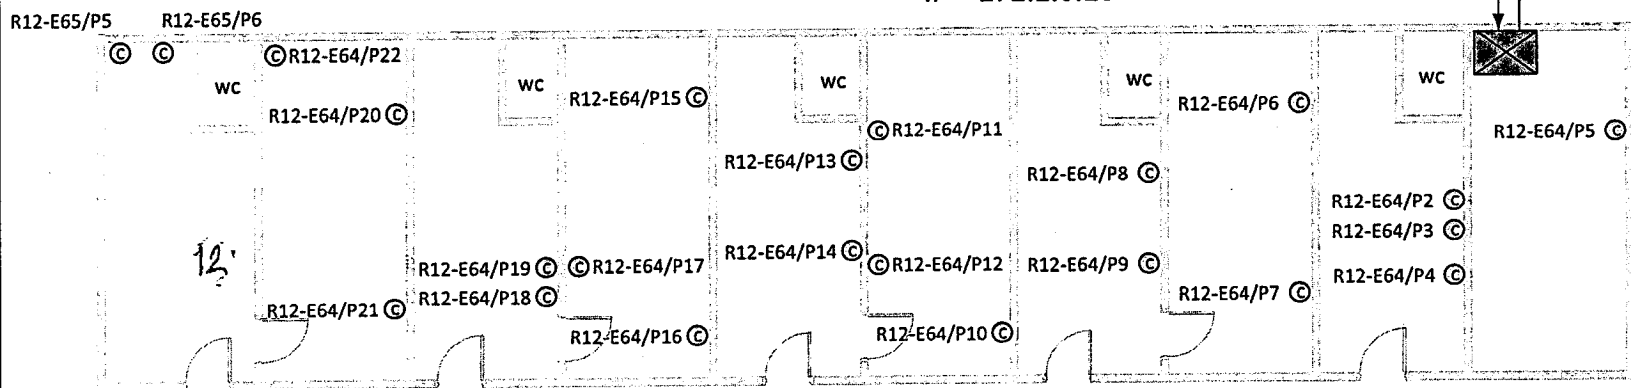 R12-E65/P5 R12-E65/P6
R12-E64/P22
WC WC WC WC WC
R12-E64/P20
R12-E64/P15
R12-E64/P6
R12-E64/P11
R12-E64/P5
R12-E64/P13
R12-E64/P8
R12-E64/P2
R12-E64/P3
R12-E64/P14
R12-E64/P12
R12-E64/P9
R12-E64/P4
R12-E64/P19
R12-E64/P17
R12-E64/P18
R12-E64/P7
R12-E64/P21
R12-E64/P16
R12-E64/P10
12